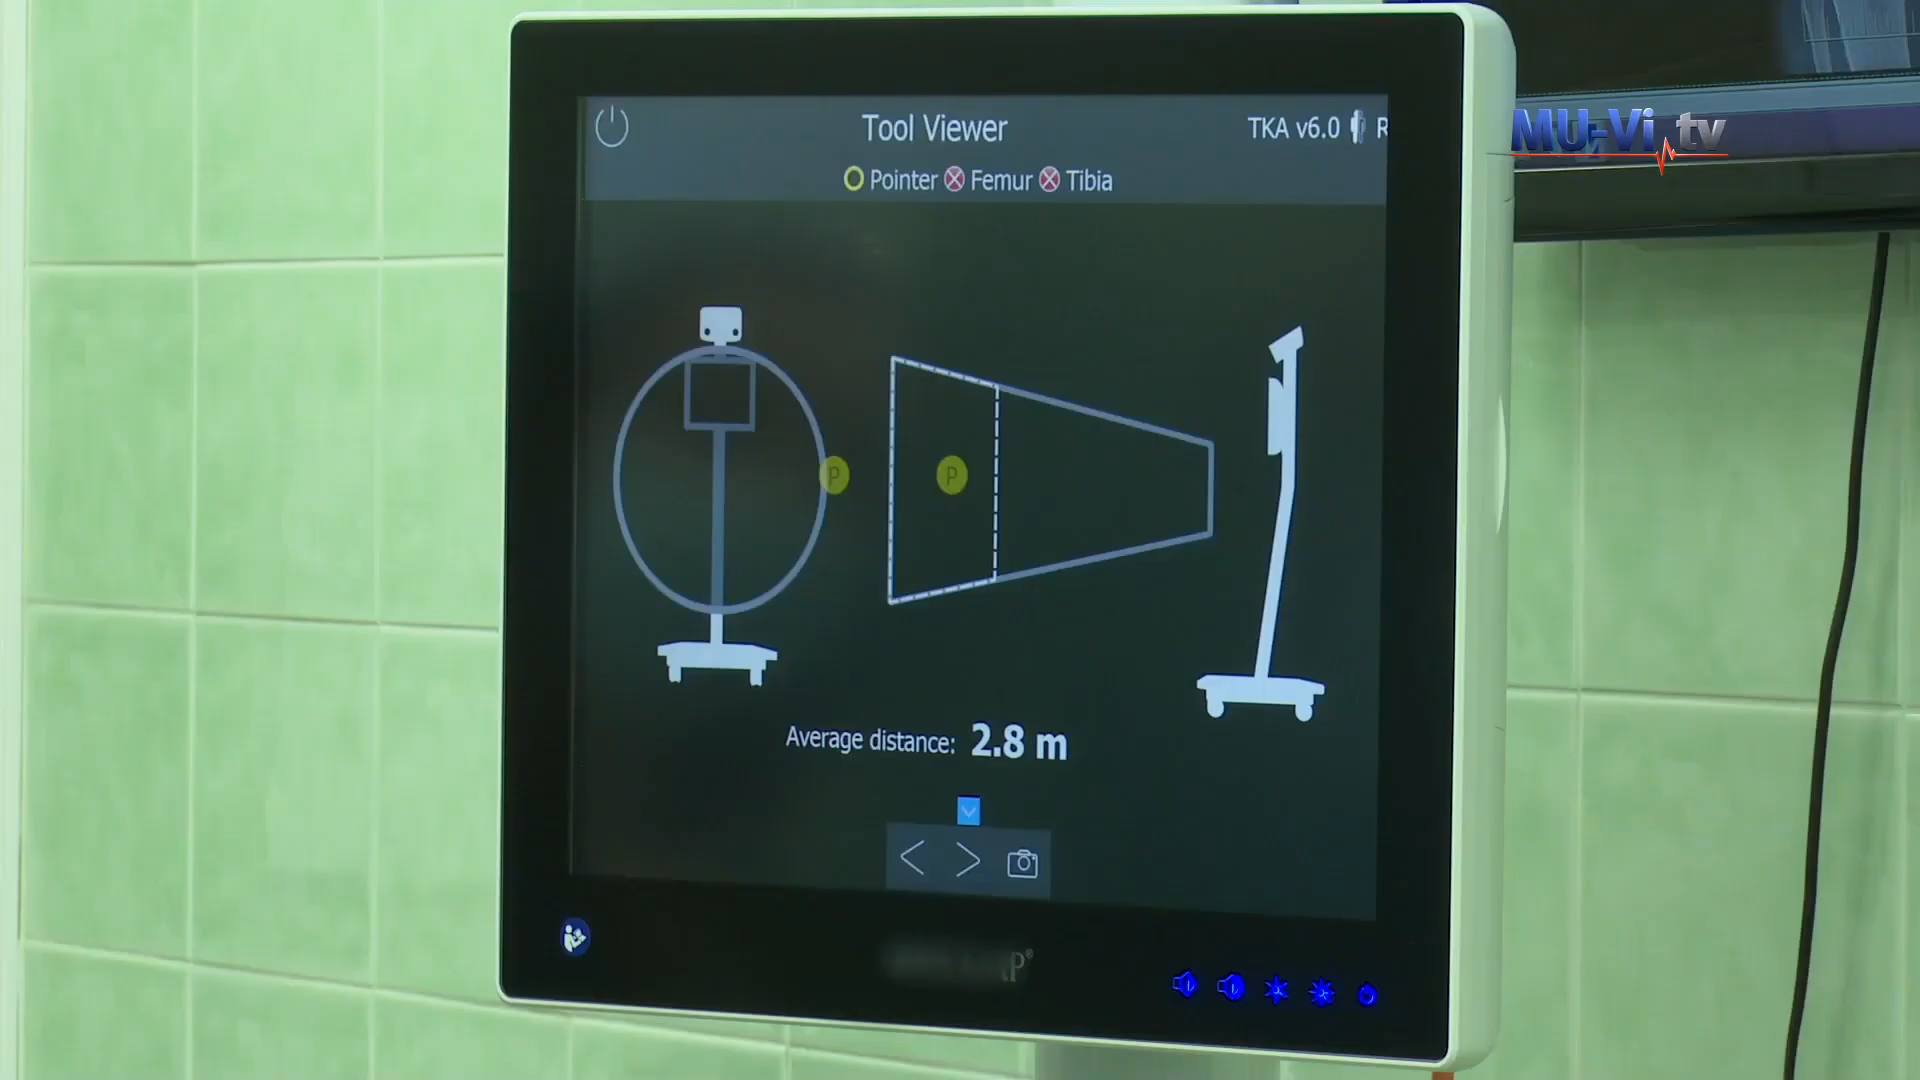 Tool Viewer
TKA v6.0 R
Pointer Femur Tibia
MU-Vi.tv
P
P
Average distance: 2.8 m